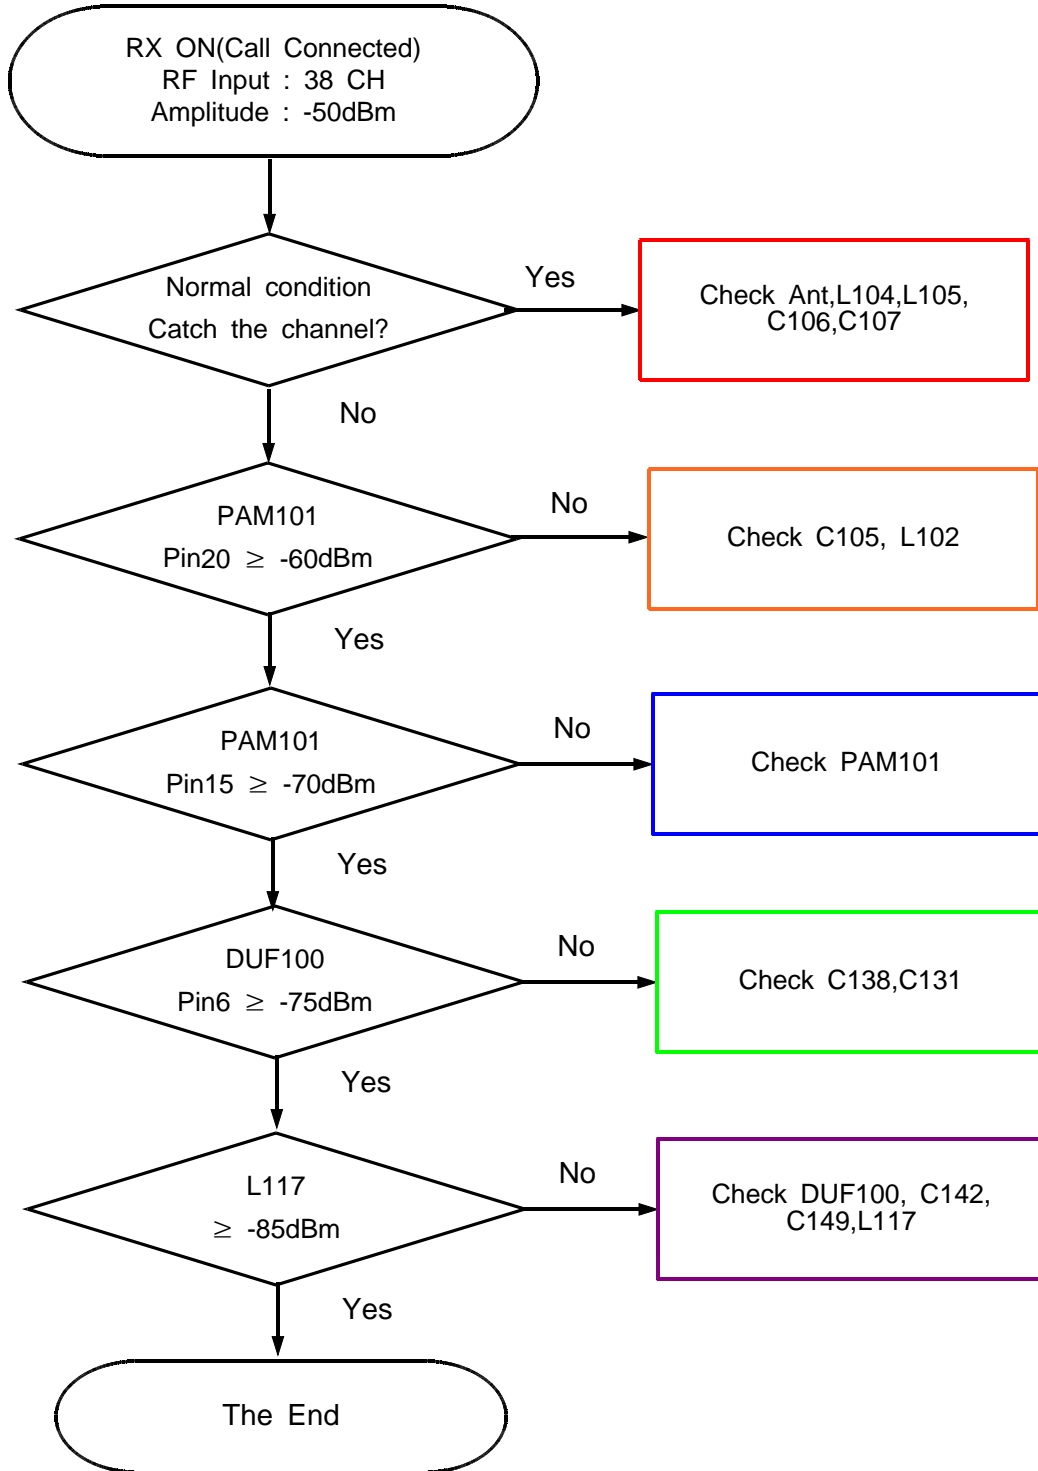 RX ON(Call Connected)
RF Input : 38 CH
Amplitude : -50dBm
Normal condition
Catch the channel?
Yes
Check Ant,L104,L105,
C106,C107
No
PAM101
Pin20 ≥ -60dBm
No
Check C105, L102
Yes
PAM101
Pin15 ≥ -70dBm
No
Check PAM101
Yes
DUF100
Pin6 ≥ -75dBm
No
Check C138,C131
Yes
L117
≥ -85dBm
No
Check DUF100, C142,
C149,L117
Yes
The End